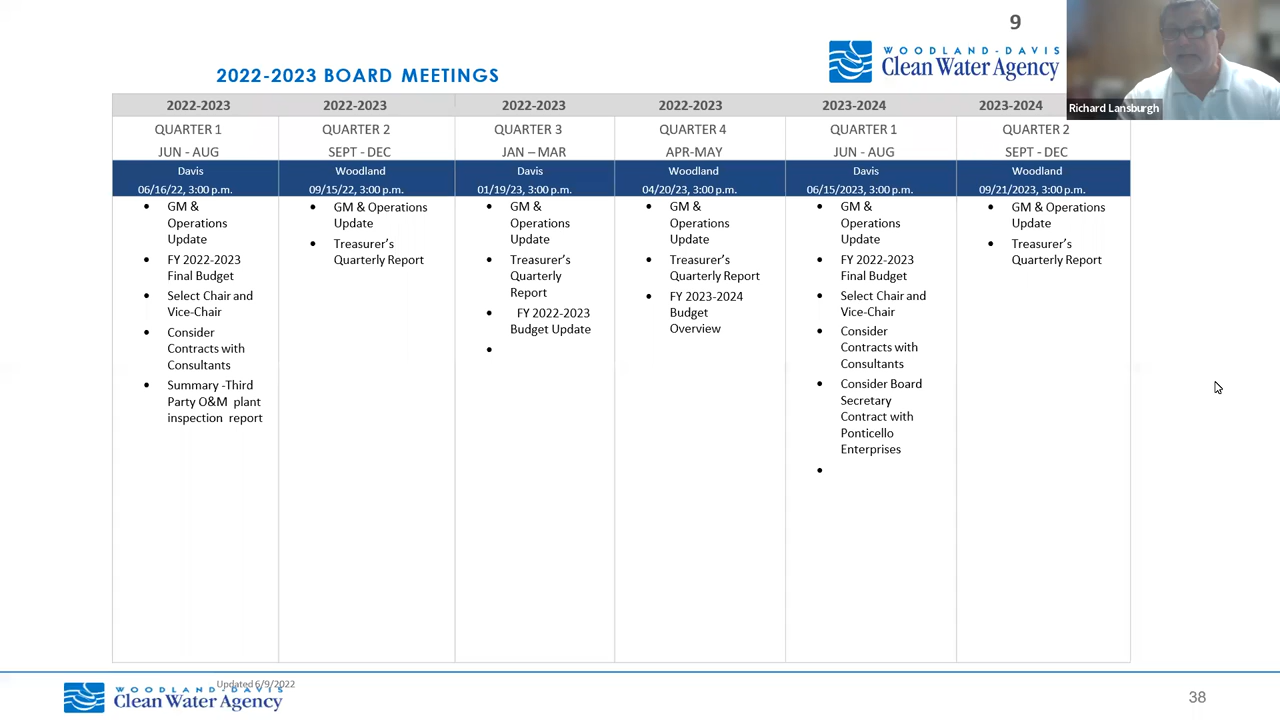 9
WOODLAND-DAVIS
Clean Water Agency
Richard Lansburgh
2022-2023 BOARD MEETINGS
2022-2023 2022-2023 2022-2023 2022-2023 2023-2024 2023-2024
QUARTER 1 QUARTER 2 QUARTER 3 QUARTER 4 QUARTER 1 QUARTER 2
JUN - AUG SEPT - DEC JAN – MAR APR-MAY JUN - AUG SEPT - DEC
Davis Woodland Davis Woodland Davis Woodland
06/16/22, 3:00 p.m. 09/15/22, 3:00 p.m. 01/19/23, 3:00 p.m. 04/20/23, 3:00 p.m. 06/15/2023, 3:00 p.m. 09/21/2023, 3:00 p.m.
• GM &
Operations
Update
• FY 2022-2023
Final Budget
• Select Chair and
Vice-Chair
• Consider
Contracts with
Consultants
• Summary -Third
Party O&M plant
inspection report
• GM & Operations
Update
• Treasurer’s
Quarterly Report
• GM &
Operations
Update
• Treasurer’s
Quarterly
Report
• FY 2022-2023
Budget Update
•
• GM &
Operations
Update
• Treasurer’s
Quarterly Report
• FY 2023-2024
Budget
Overview
• GM &
Operations
Update
• FY 2022-2023
Final Budget
• Select Chair and
Vice-Chair
• Consider
Contracts with
Consultants
• Consider Board
Secretary
Contract with
Ponticello
Enterprises
•
• GM & Operations
Update
• Treasurer’s
Quarterly Report
Updated 6/9/2022
WOODLAND-DAVIS
Clean Water Agency
38